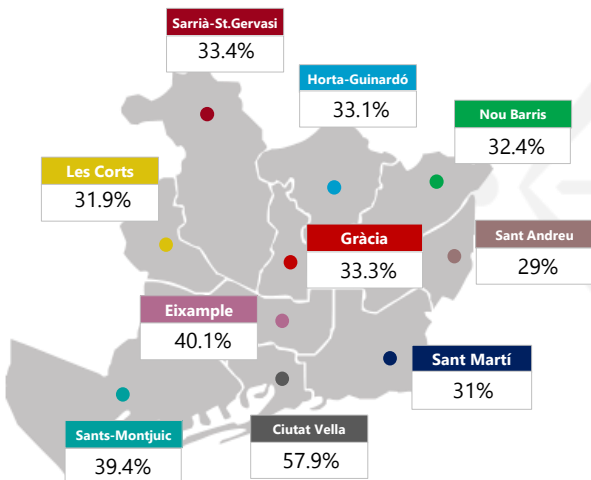 Sarrià-St.Gervasi
33.4%
Horta-Guinardó
33.1%
Nou Barris
32.4%
Les Corts
31.9%
Gràcia
33.3%
Sant Andreu
29%
Eixample
40.1%
Sant Martí
31%
Sants-Montjuic
39.4%
Ciutat Vella
57.9%